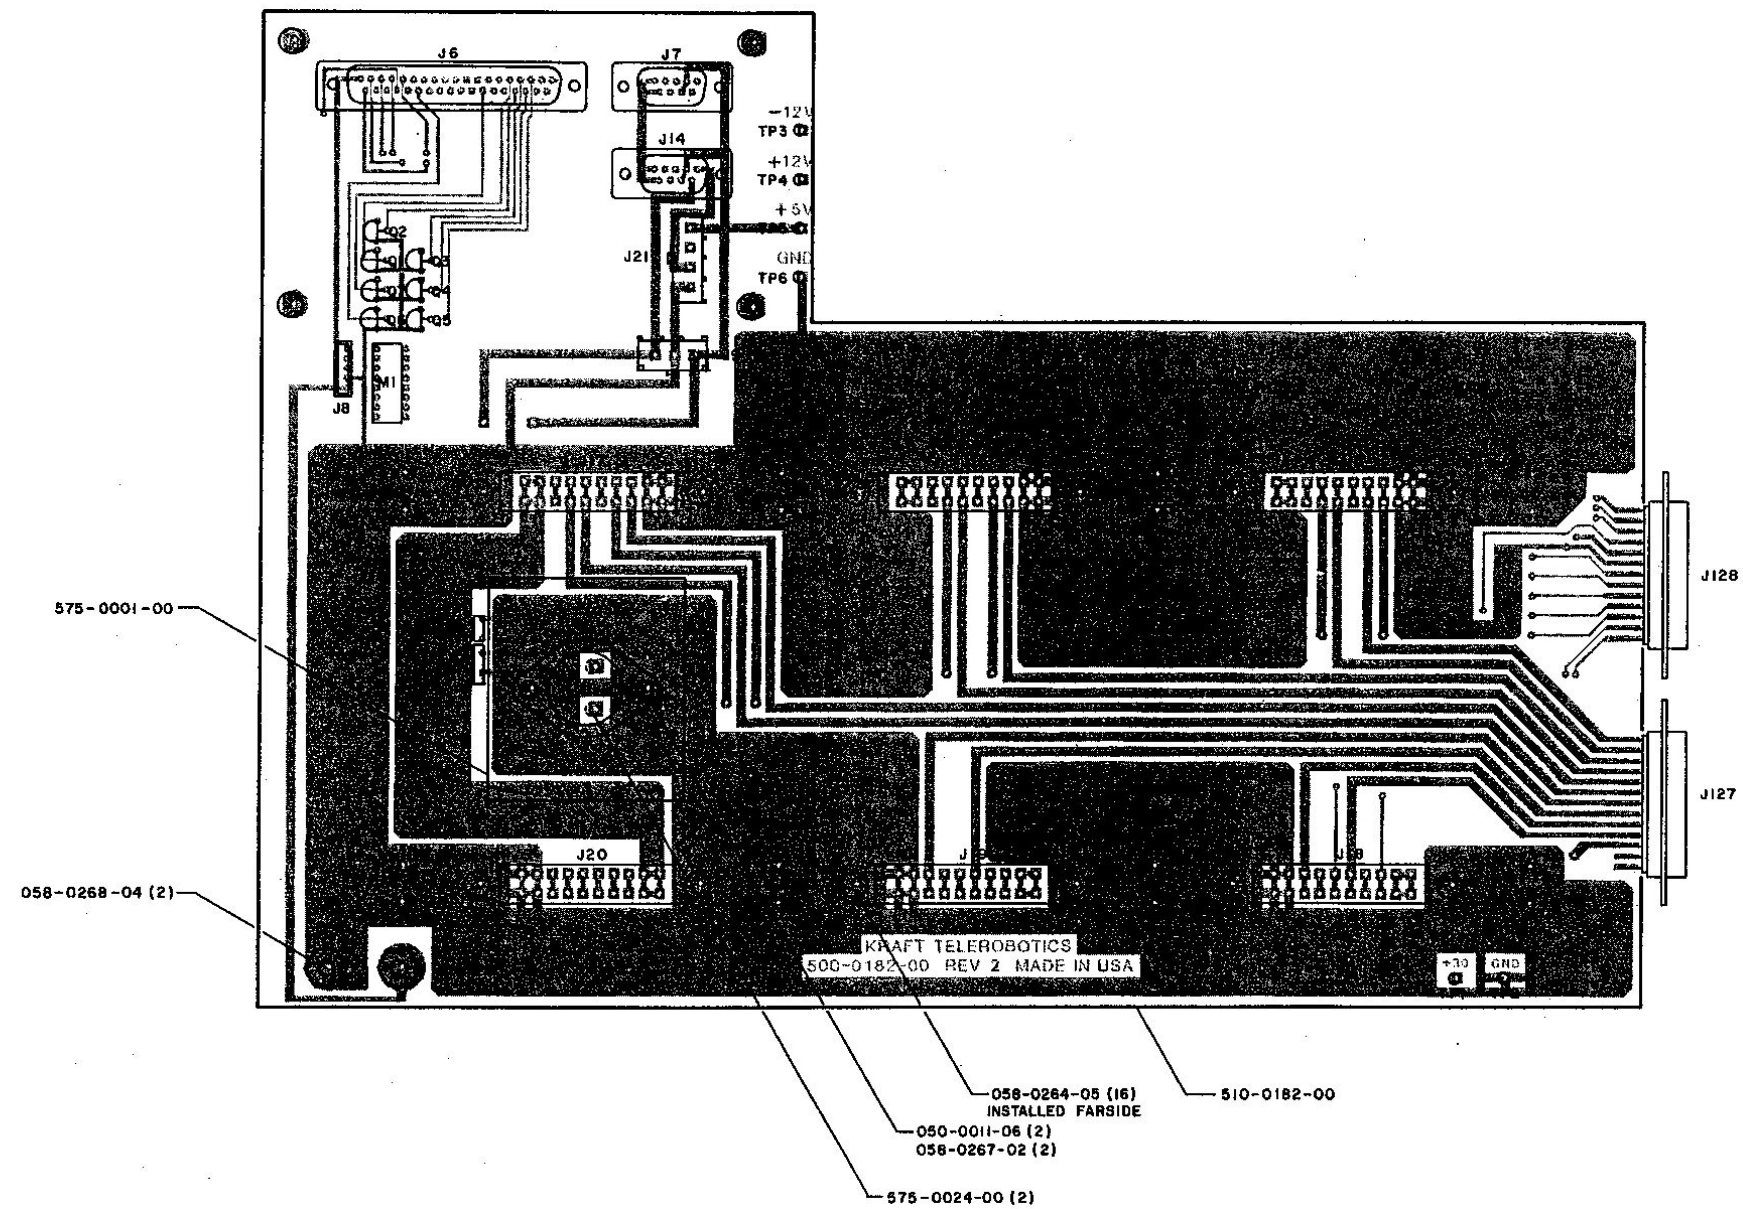 J6
J7
-12V
TP3
J14
+12V
TP4
+5V
TP5
J21
GND
TP6
Q2
Q3
Q4
Q5
M1
J8
J128
575-0001-00
J127
J20
058-0268-04 (2)
KRAFT TELEROBOTICS
500-0182-00 REV 2 MADE IN USA
+30 GND
058-0264-05 (16)
INSTALLED FARSIDE
510-0182-00
050-0011-06 (2)
058-0267-02 (2)
575-0024-00 (2)